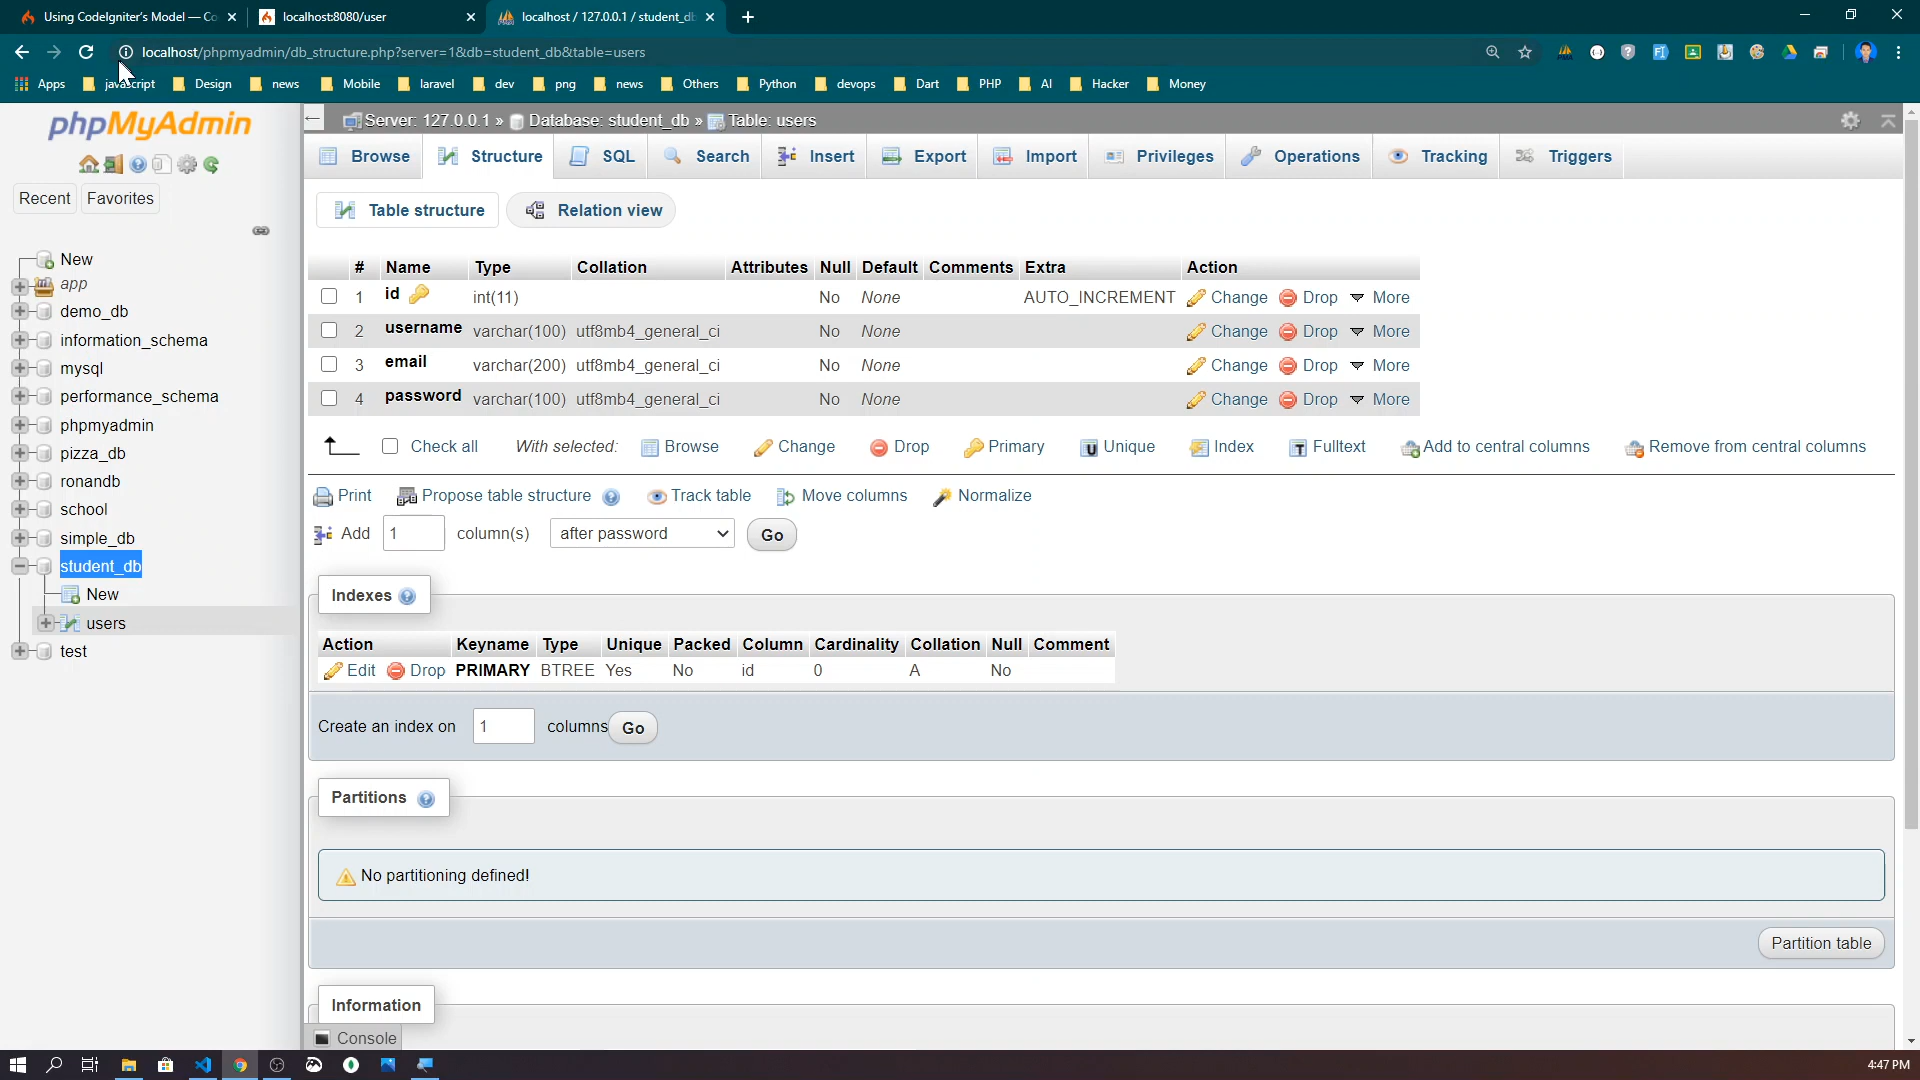 Using CodeIgniter's Model — Co
localhost:8080/user
localhost / 127.0.0.1 / student_d
localhost/phpmyadmin/db_structure.php?server=1&db=student_db&table=users
Apps javascript Design news Mobile laravel dev png news Others Python devops Dart PHP AI Hacker Money
phpMyAdmin
Recent Favorites
New
app
demo_db
information_schema
mysql
performance_schema
phpmyadmin
pizza_db
ronandb
school
simple_db
student_db
New
users
test
Server: 127.0.0.1 » Database: student_db » Table: users
Browse Structure SQL Search Insert Export Import Privileges Operations Tracking Triggers
Table structure Relation view
# Name Type Collation Attributes Null Default Comments Extra Action
1 id int(11) No None AUTO_INCREMENT Change Drop More
2 username varchar(100) utf8mb4_general_ci No None Change Drop More
3 email varchar(200) utf8mb4_general_ci No None Change Drop More
4 password varchar(100) utf8mb4_general_ci No None Change Drop More
Check all With selected: Browse Change Drop Primary Unique Index Fulltext Add to central columns Remove from central columns
Print Propose table structure Track table Move columns Normalize
Add 1 column(s) after password Go
Indexes
Action Keyname Type Unique Packed Column Cardinality Collation Null Comment
Edit Drop PRIMARY BTREE Yes No id 0 A No
Create an index on 1 columns Go
Partitions
No partitioning defined!
Partition table
Information
Console
4:47 PM